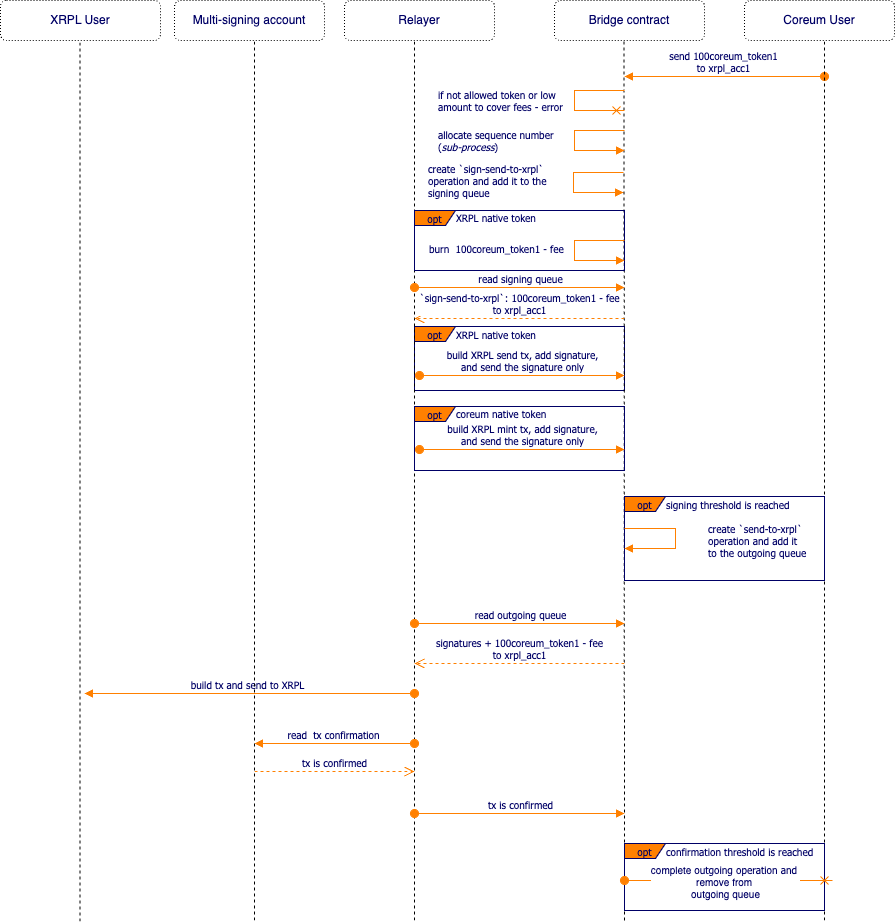 XRPL User
Multi-signing account
Relayer
Bridge contract
Coreum User
send 100coreum_token1
to xrpl_acc1
if not allowed token or low
amount to cover fees - error
allocate sequence number
(sub-process)
create `sign-send-to-xrpl`
operation and add it to the
signing queue
opt
XRPL native token
burn 100coreum_token1 - fee
read signing queue
`sign-send-to-xrpl`: 100coreum_token1 - fee
to xrpl_acc1
opt
XRPL native token
build XRPL send tx, add signature,
and send the signature only
opt
coreum native token
build XRPL mint tx, add signature,
and send the signature only
opt
signing threshold is reached
create `send-to-xrpl`
operation and add it
to the outgoing queue
read outgoing queue
signatures + 100coreum_token1 - fee
to xrpl_acc1
build tx and send to XRPL
read tx confirmation
tx is confirmed
tx is confirmed
opt
confirmation threshold is reached
complete outgoing operation and
remove from
outgoing queue